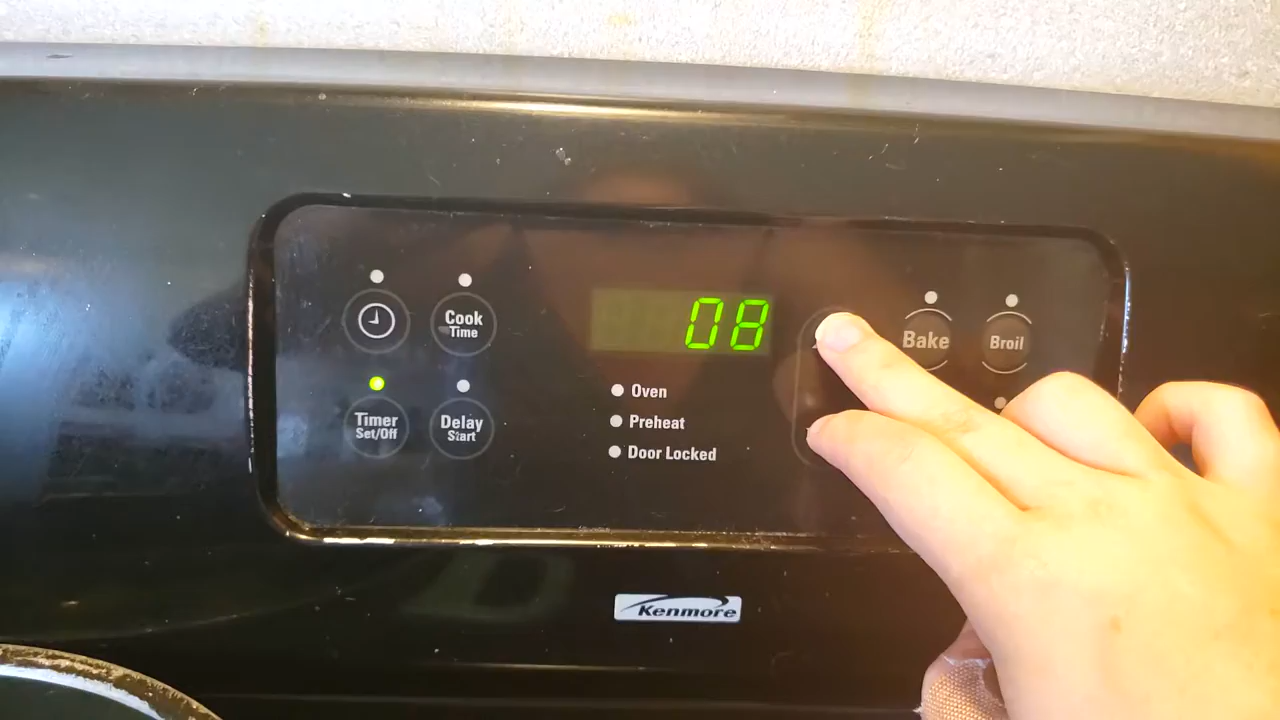 Cook
Time
08
Bake
Broil
Timer
Set/Off
Delay
Start
Oven
Preheat
Door Locked
Kenmore